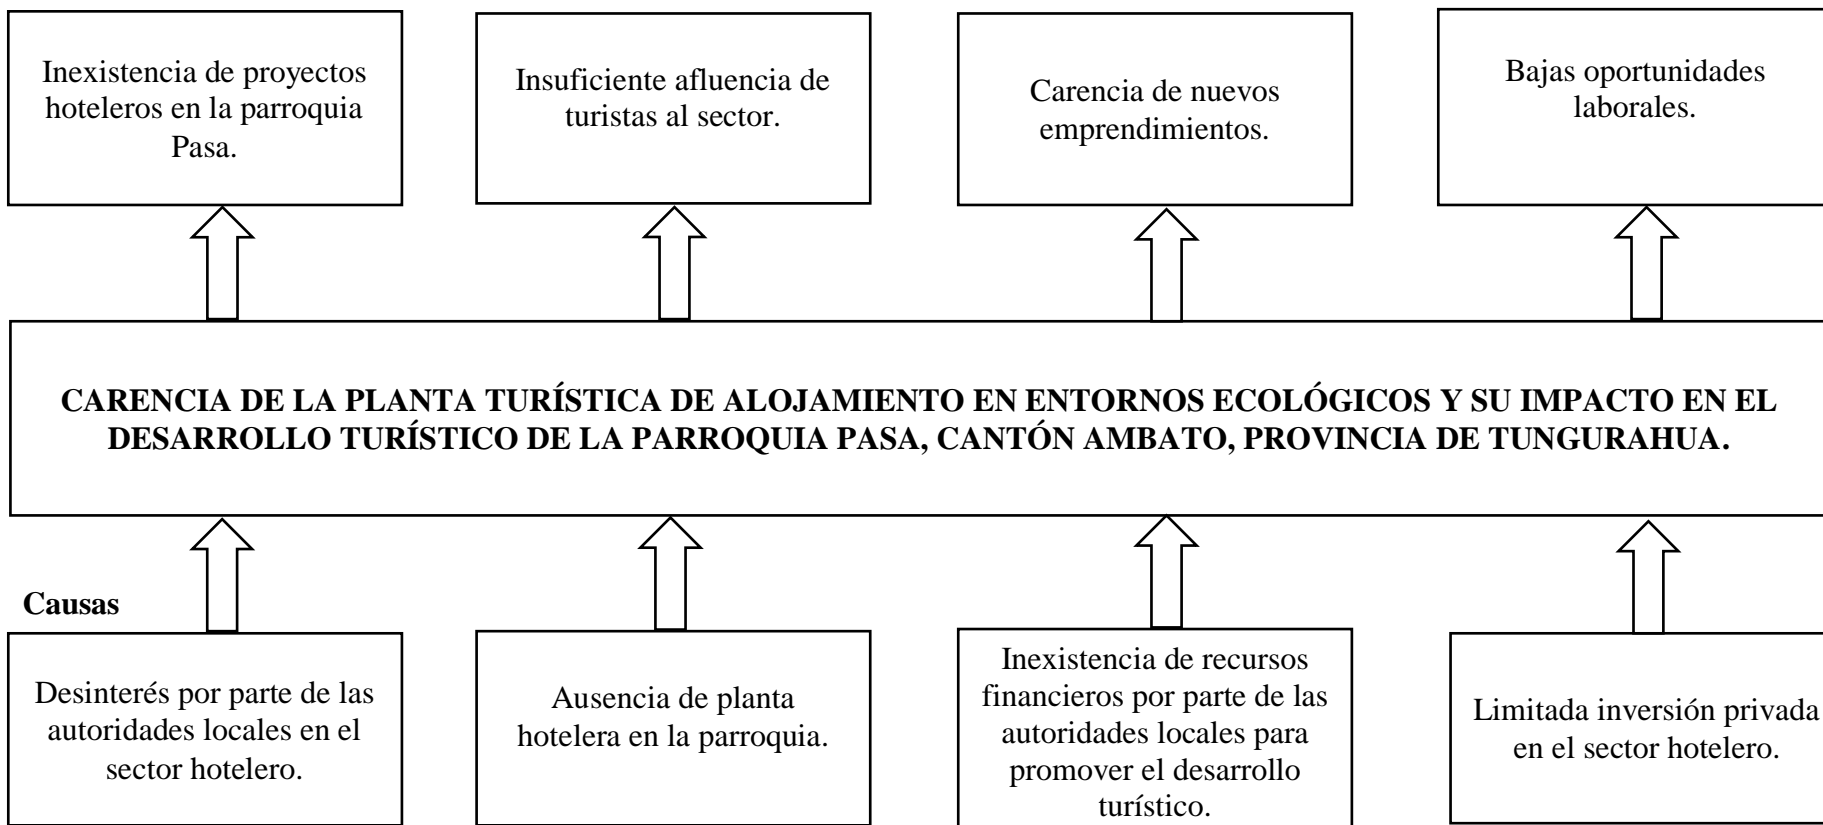 Inexistencia de proyectos
hoteleros en la parroquia
Pasa.
Insuficiente afluencia de
turistas al sector.
Carencia de nuevos
emprendimientos.
Bajas oportunidades
laborales.
CARENCIA DE LA PLANTA TURÍSTICA DE ALOJAMIENTO EN ENTORNOS ECOLÓGICOS Y SU IMPACTO EN EL
DESARROLLO TURÍSTICO DE LA PARROQUIA PASA, CANTÓN AMBATO, PROVINCIA DE TUNGURAHUA.
Causas
Desinterés por parte de las
autoridades locales en el
sector hotelero.
Ausencia de planta
hotelera en la parroquia.
Inexistencia de recursos
financieros por parte de las
autoridades locales para
promover el desarrollo
turístico.
Limitada inversión privada
en el sector hotelero.